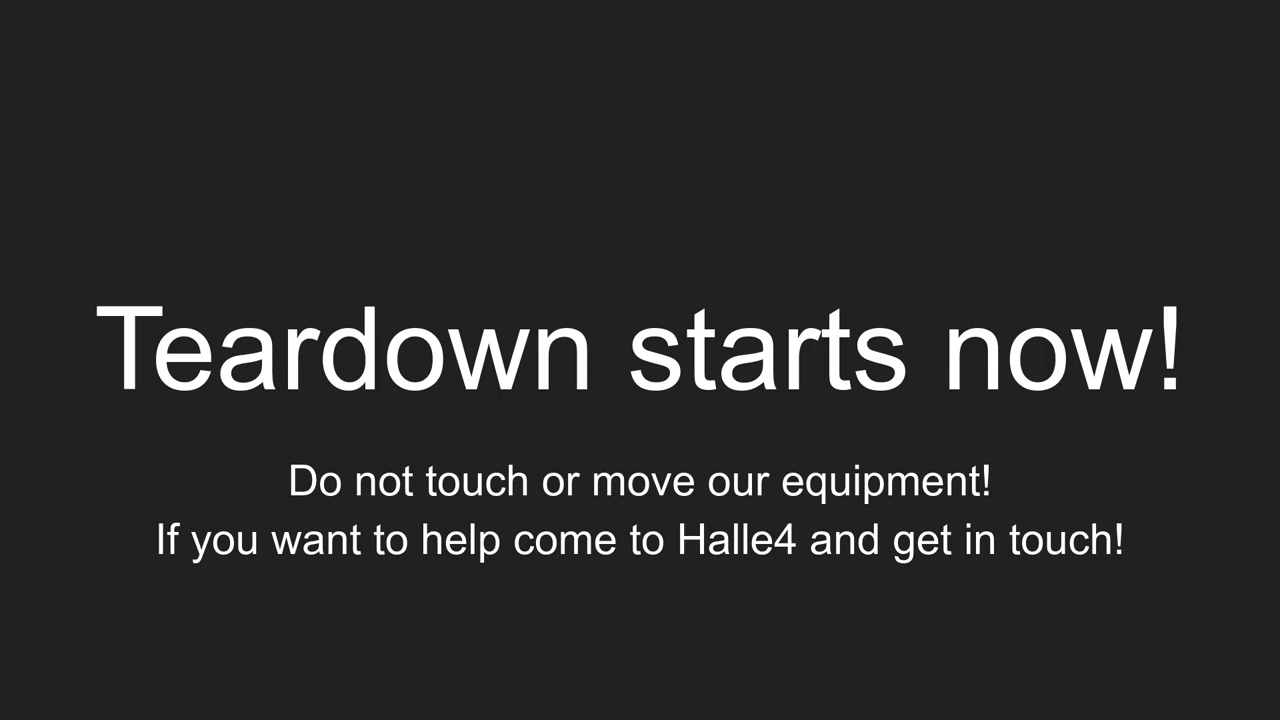 Teardown starts now!
Do not touch or move our equipment!
If you want to help come to Halle4 and get in touch!